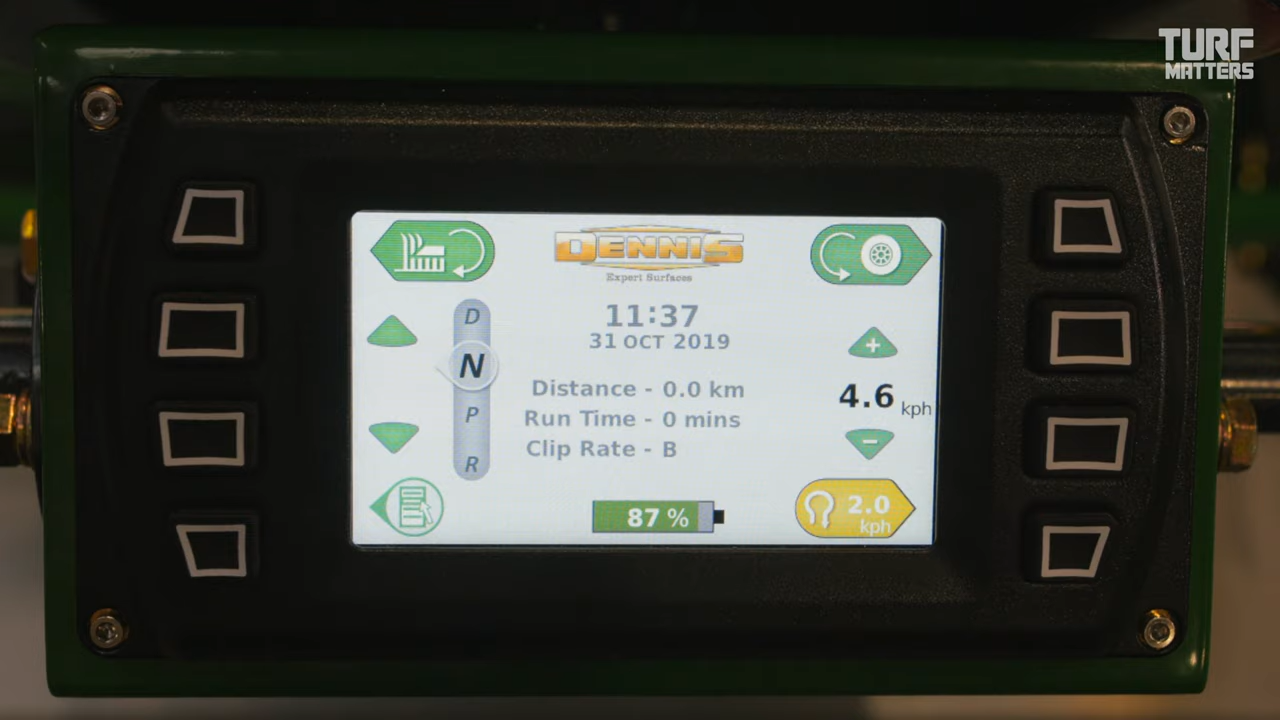 TURF
MATTERS
DENNIS
Expert Surfaces
11:37
31 OCT 2019
D
N
P
R
Distance - 0.0 km
Run Time - 0 mins
Clip Rate - B
4.6 kph
87 %
2.0
kph